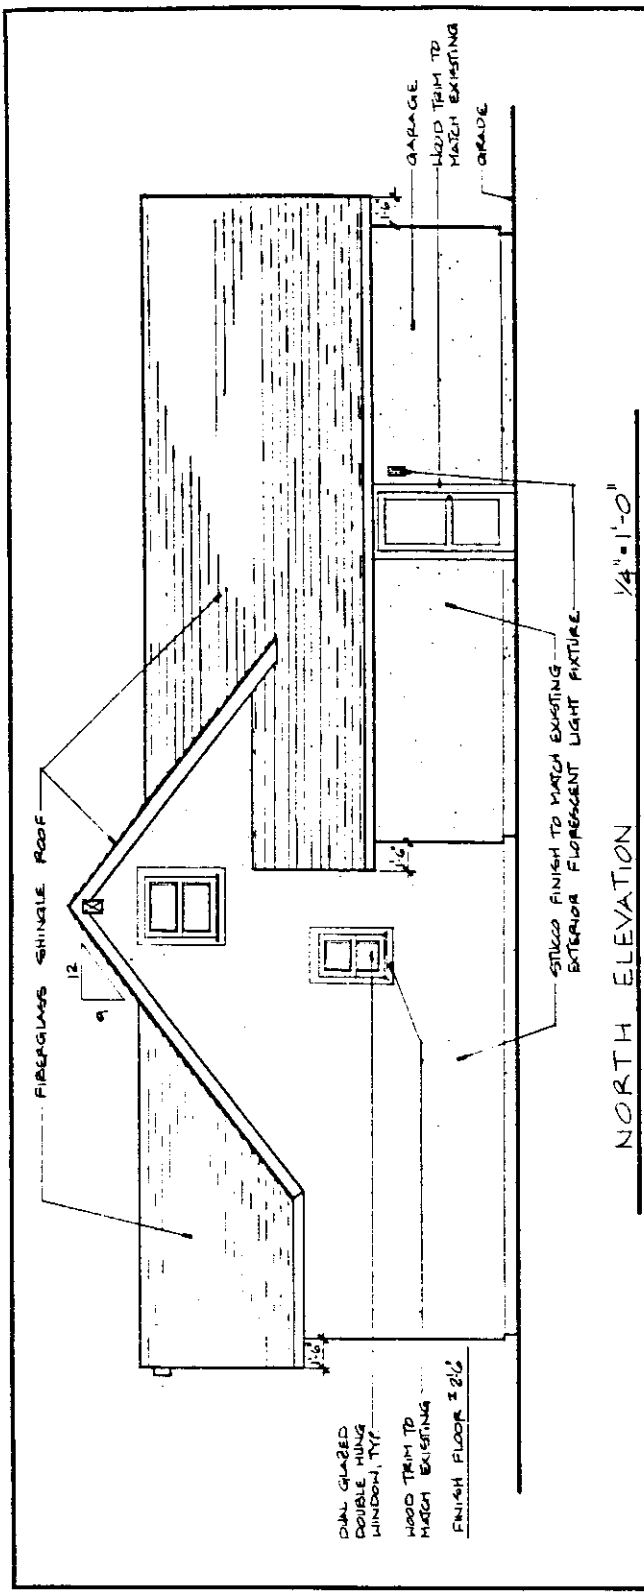 FIBERGLASS SHINGLE ROOF
12
9
DUAL GLAZED
DOUBLE HUNG
WINDOW, TYP.
WOOD TRIM TO
MATCH EXISTING
FINISH FLOOR ± 2'6"
1'-6"
1'-6"
1'-6"
GARAGE
WOOD TRIM TO
MATCH EXISTING
GRADE
STUCCO FINISH TO MATCH EXISTING
EXTERIOR FLORESCENT LIGHT FIXTURE
NORTH ELEVATION
1/4" = 1'-0"